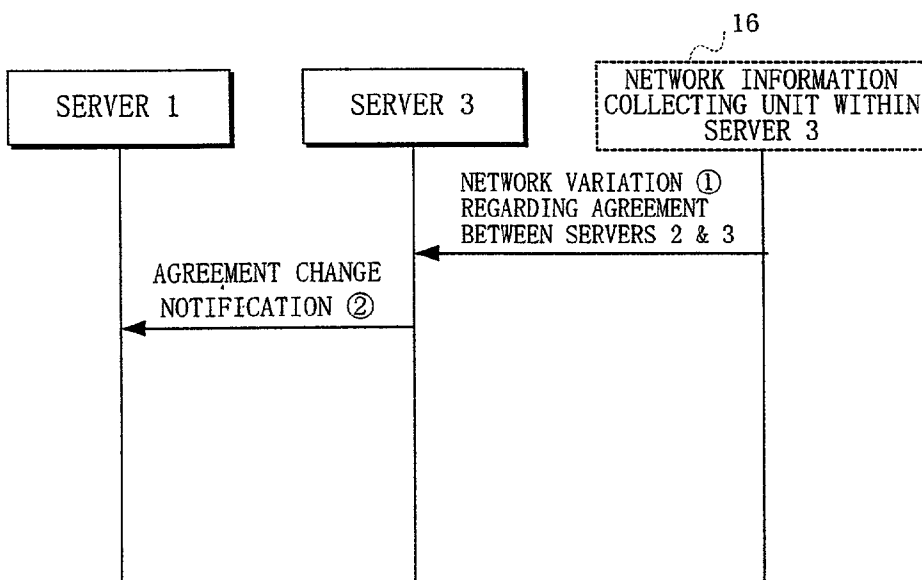 16
SERVER 1
SERVER 3
NETWORK INFORMATION
COLLECTING UNIT WITHIN
SERVER 3
NETWORK VARIATION ①
REGARDING AGREEMENT
BETWEEN SERVERS 2 & 3
AGREEMENT CHANGE
NOTIFICATION ②